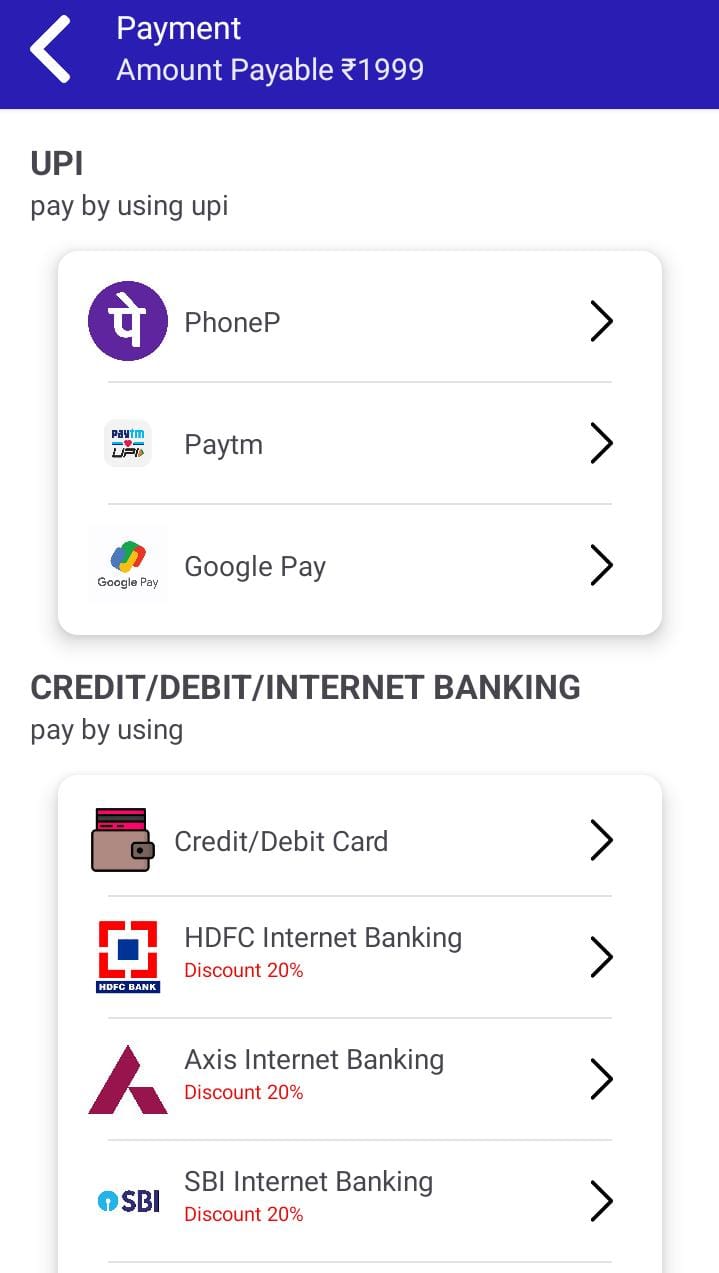 Payment
Amount Payable ₹1999
UPI
pay by using upi
पे
PhoneP
paytm
UPI
Paytm
Google Pay
Google Pay
CREDIT/DEBIT/INTERNET BANKING
pay by using
Credit/Debit Card
HDFC Internet Banking
Discount 20%
HDFC BANK
Axis Internet Banking
Discount 20%
SBI Internet Banking
SBI
Discount 20%